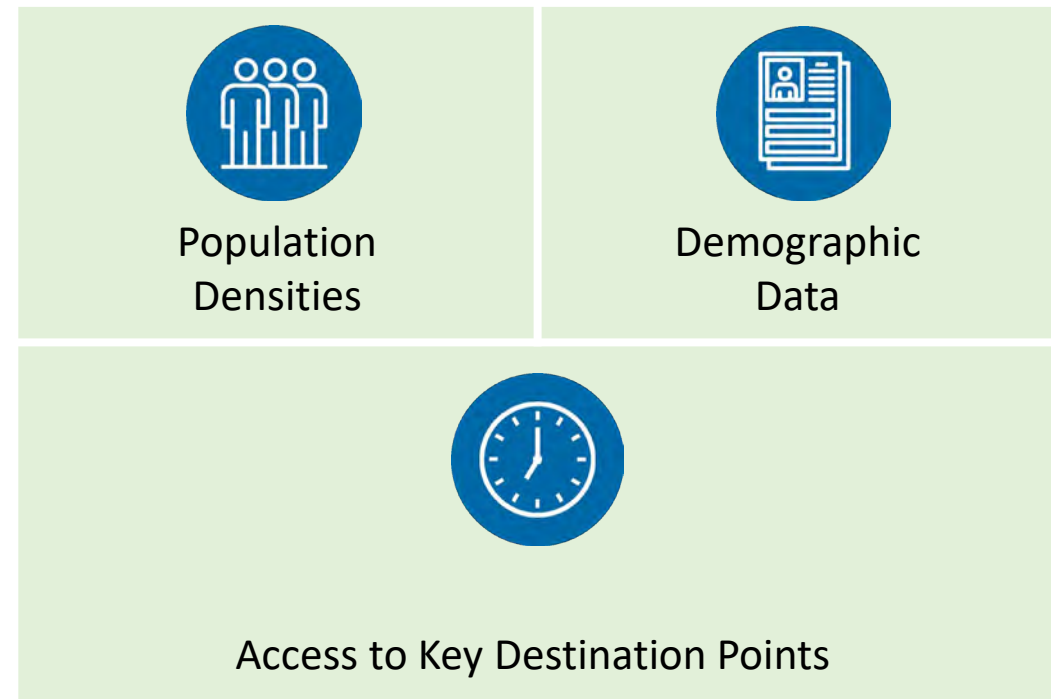 Population
Densities
Demographic
Data
Access to Key Destination Points